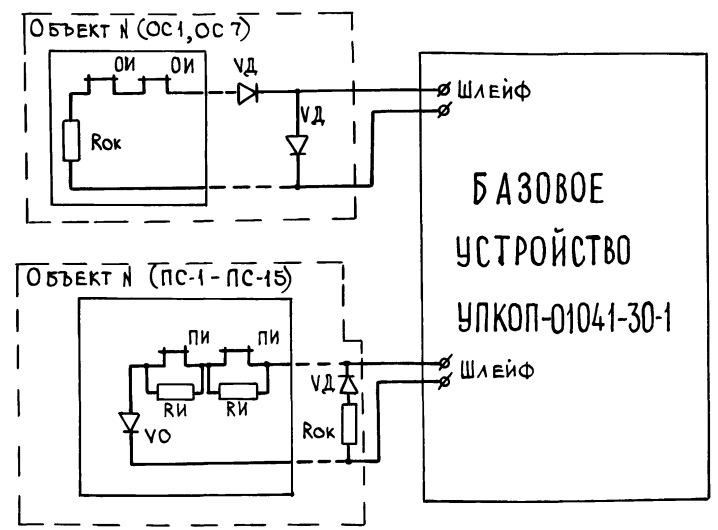 Объект N (ОС1, ОС7)
ОИ ОИ
VД
VД
Rок
Шлейф
БАЗОВОЕ
УСТРОЙСТВО
УПКОП-01041-30-1
Объект N (ПС-1-ПС-15)
ПИ ПИ
VД
Шлейф
Rи Rи
VO
Rок